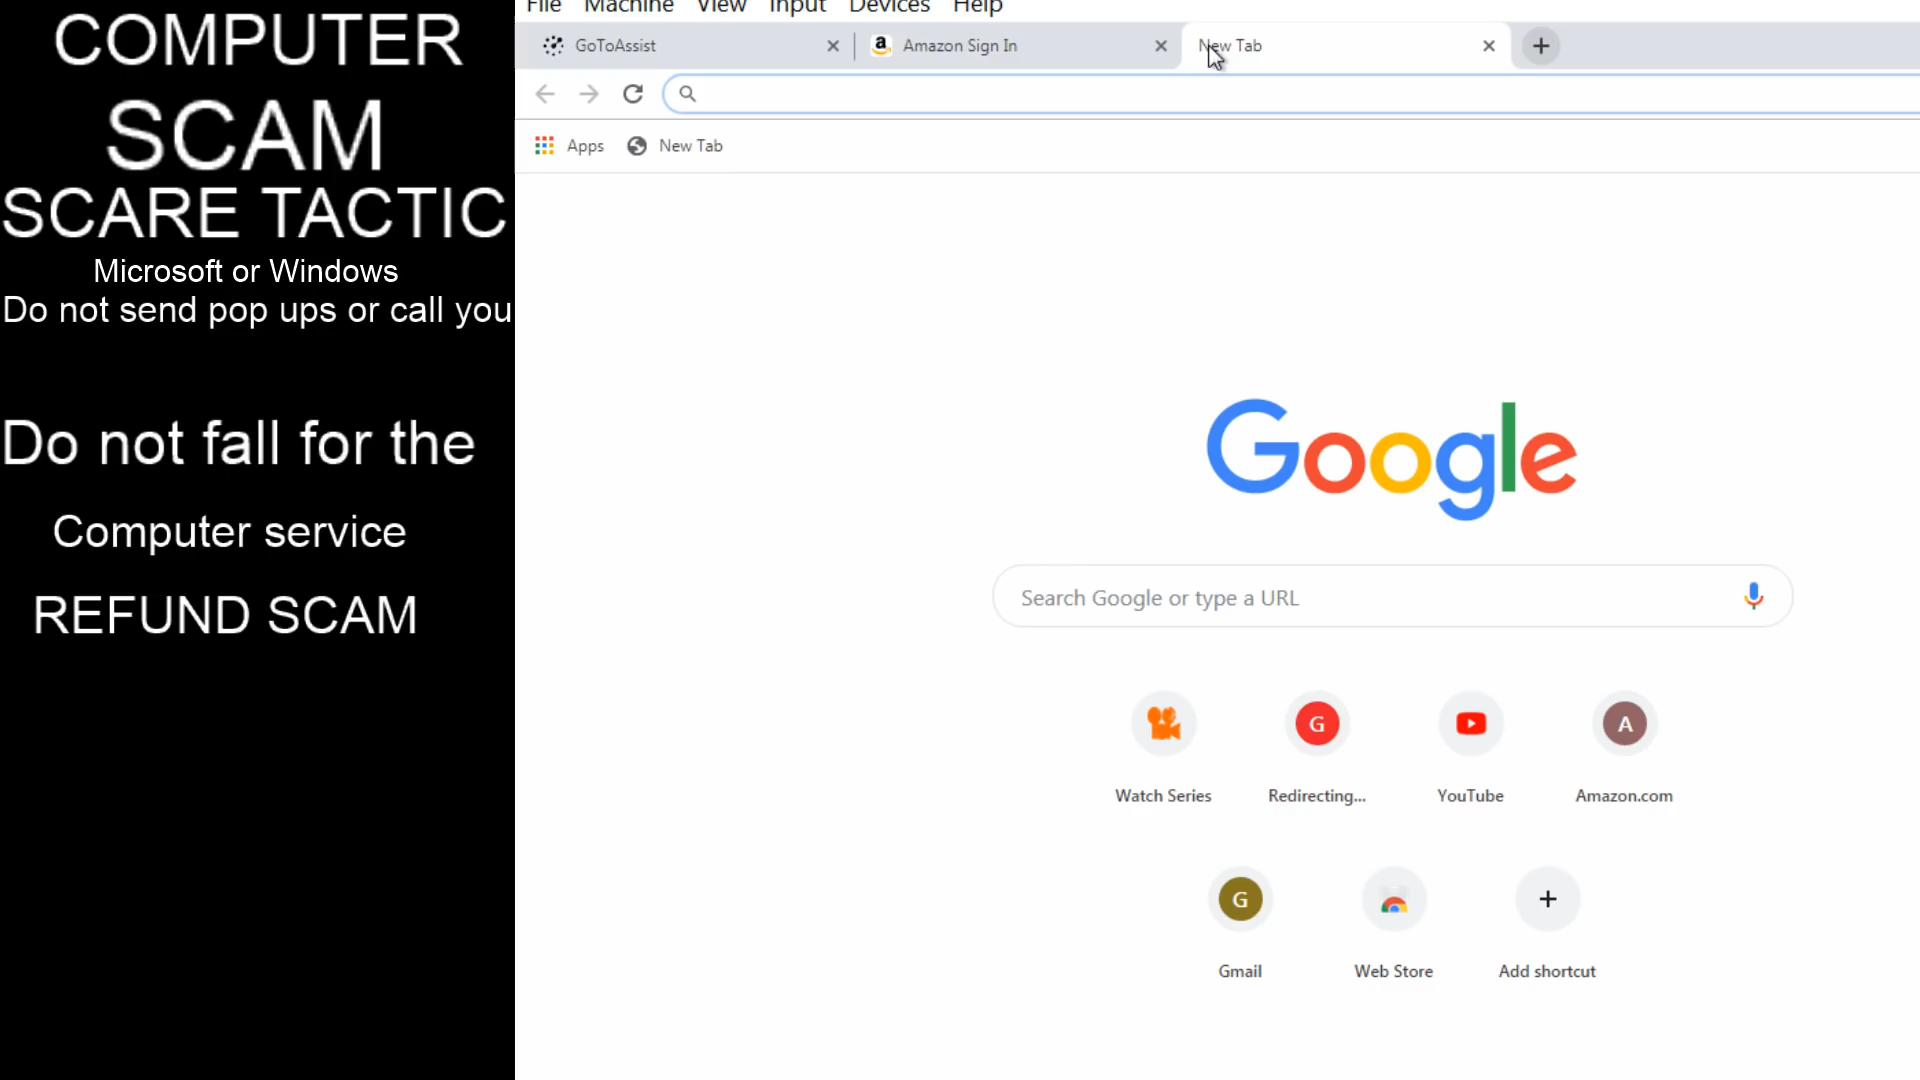 COMPUTER
SCAM
SCARE TACTIC
Microsoft or Windows
Do not send pop ups or call you
Do not fall for the
Computer service
REFUND SCAM
File Machine View Input Devices Help
GoToAssist
a Amazon Sign In
New Tab
Apps New Tab
Google
Search Google or type a URL
G A
Watch Series Redirecting... YouTube Amazon.com
G
Gmail Web Store Add shortcut